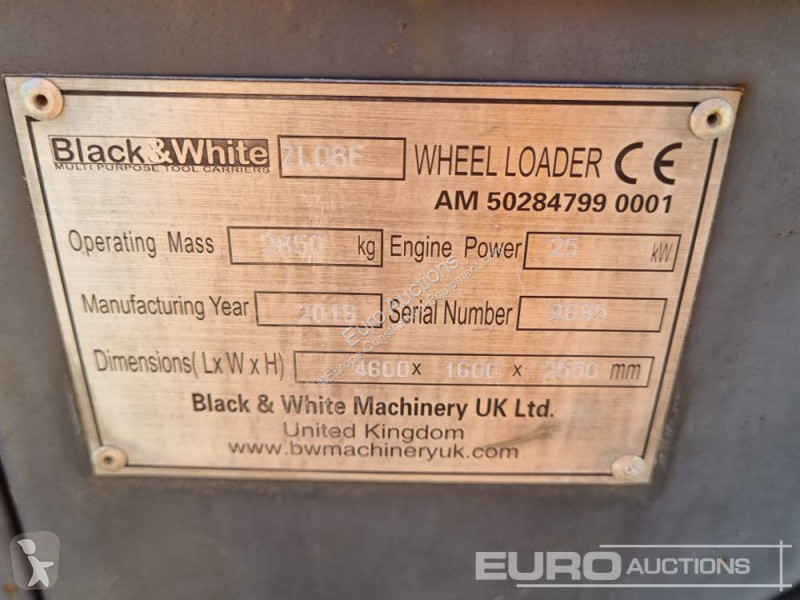 Black&White WHEEL LOADER CE
MULTI PURPOSE TOOL CARRIERS
AM 50284799 0001
Operating Mass 2850 kg Engine Power 25 kW
Manufacturing Year Serial Number
Dimensions( L x W x H) 4600 x 1600 x 2550 mm
Black & White Machinery UK Ltd.
United Kingdom
www.bwmachineryuk.com
Euro Auctions
EURO AUCTIONS